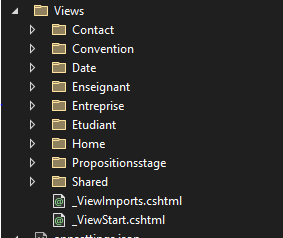 Views
Contact
Convention
Date
Enseignant
Entreprise
Etudiant
Home
Propositionsstage
Shared
_ViewImports.cshtml
_ViewStart.cshtml